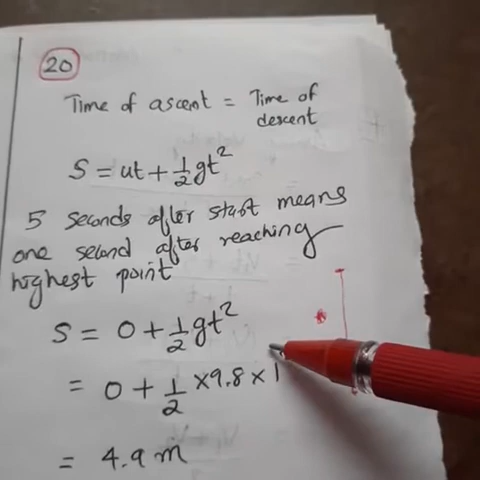 20
Time of ascent = Time of
descent
S = ut + 1/2 gt²
5 seconds after start means
one second after reaching
highest point
S = 0 + 1/2 gt²
= 0 + 1/2 × 9.8 × 1
= 4.9 m